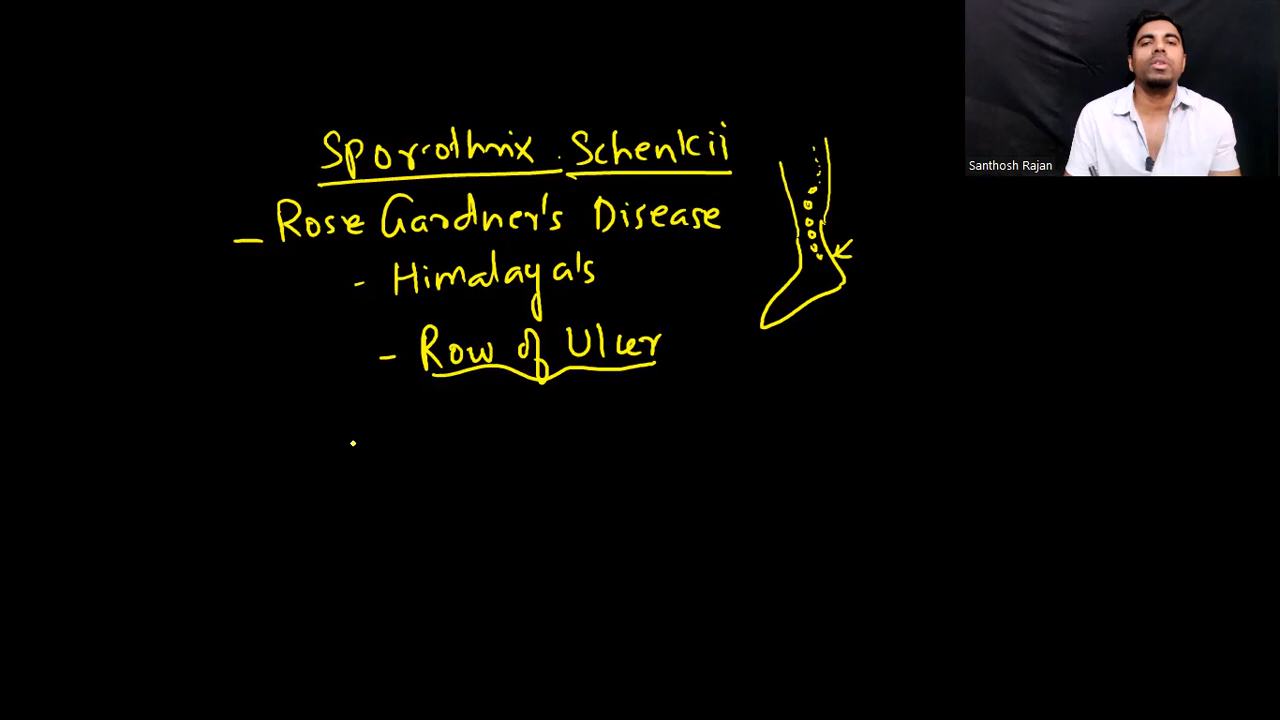 Sporothrix Schenkii
- Rose Gardner's Disease
- Himalaya's
- Row of Ulcer
Santhosh Rajan